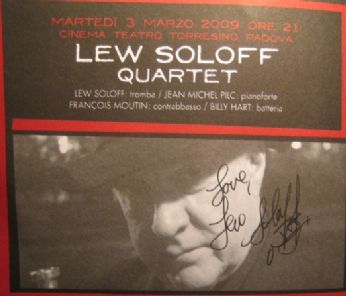 MARTEDÌ 3 MARZO 2009 ORE 21
CINEMA TEATRO TORRESINO PADOVA
LEW SOLOFF
QUARTET
LEW SOLOFF: tromba / JEAN MICHEL PILC: pianoforte
FRANÇOIS MOUTIN: contrabbasso / BILLY HART: batteria
Love,
Lew Soloff